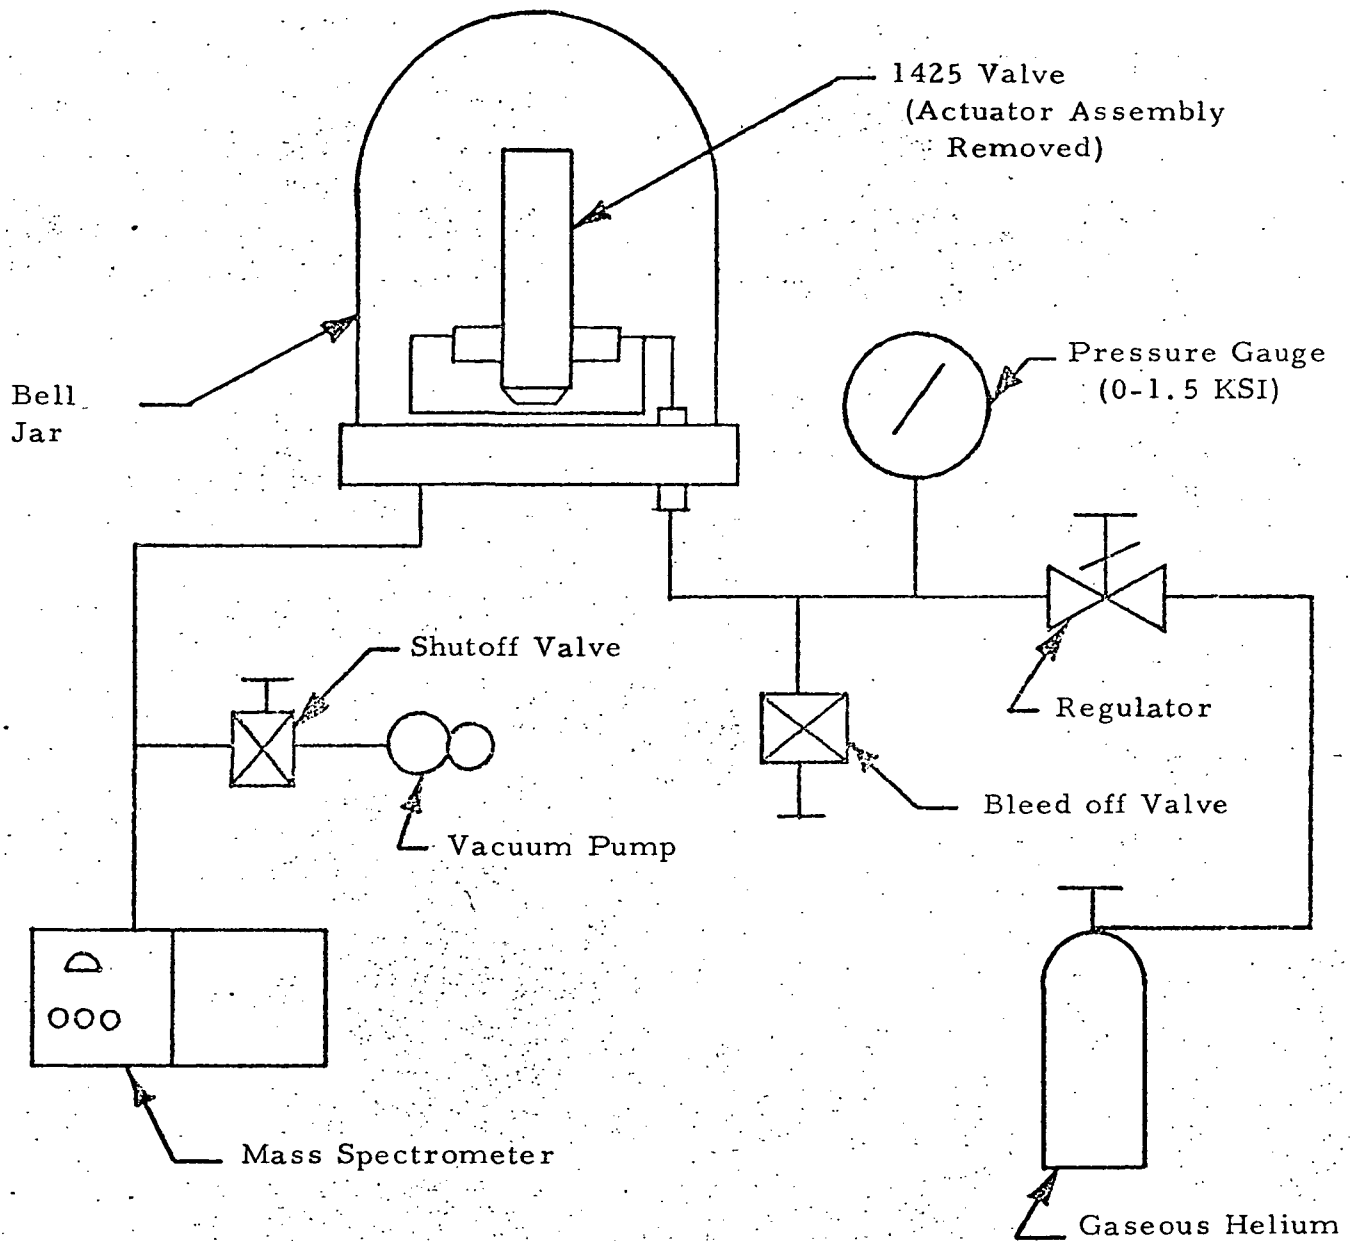 1425 Valve
(Actuator Assembly
Removed)
Pressure Gauge
(0-1.5 KSI)
Bell
Jar
Shutoff Valve
Regulator
Bleed off Valve
Vacuum Pump
Mass Spectrometer
Gaseous Helium